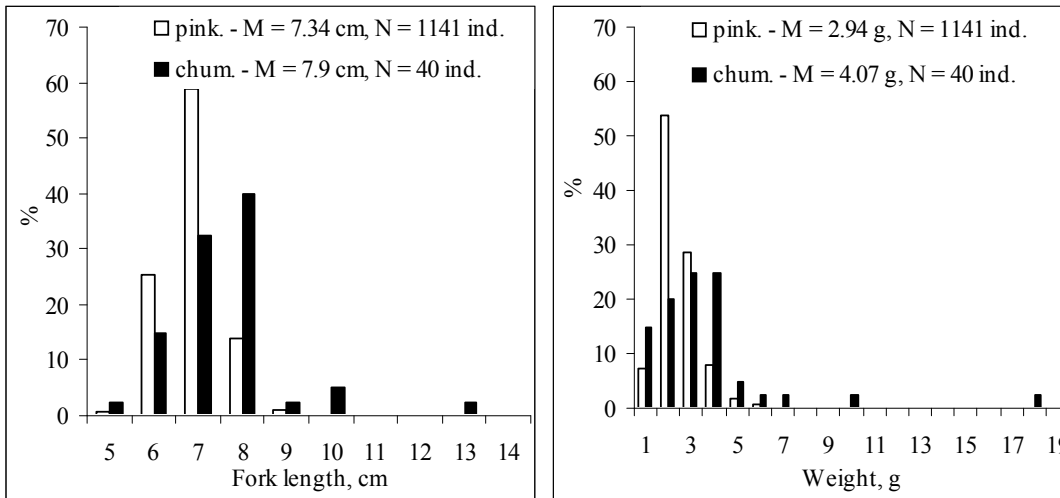 70
60
50
40
30
20
10
0
%
pink. - M = 7.34 cm, N = 1141 ind.
chum. - M = 7.9 cm, N = 40 ind.
5 6 7 8 9 10 11 12 13 14
Fork length, cm
70
60
50
40
30
20
10
0
%
pink. - M = 2.94 g, N = 1141 ind.
chum. - M = 4.07 g, N = 40 ind.
1 3 5 7 9 11 13 15 17 19
Weight, g